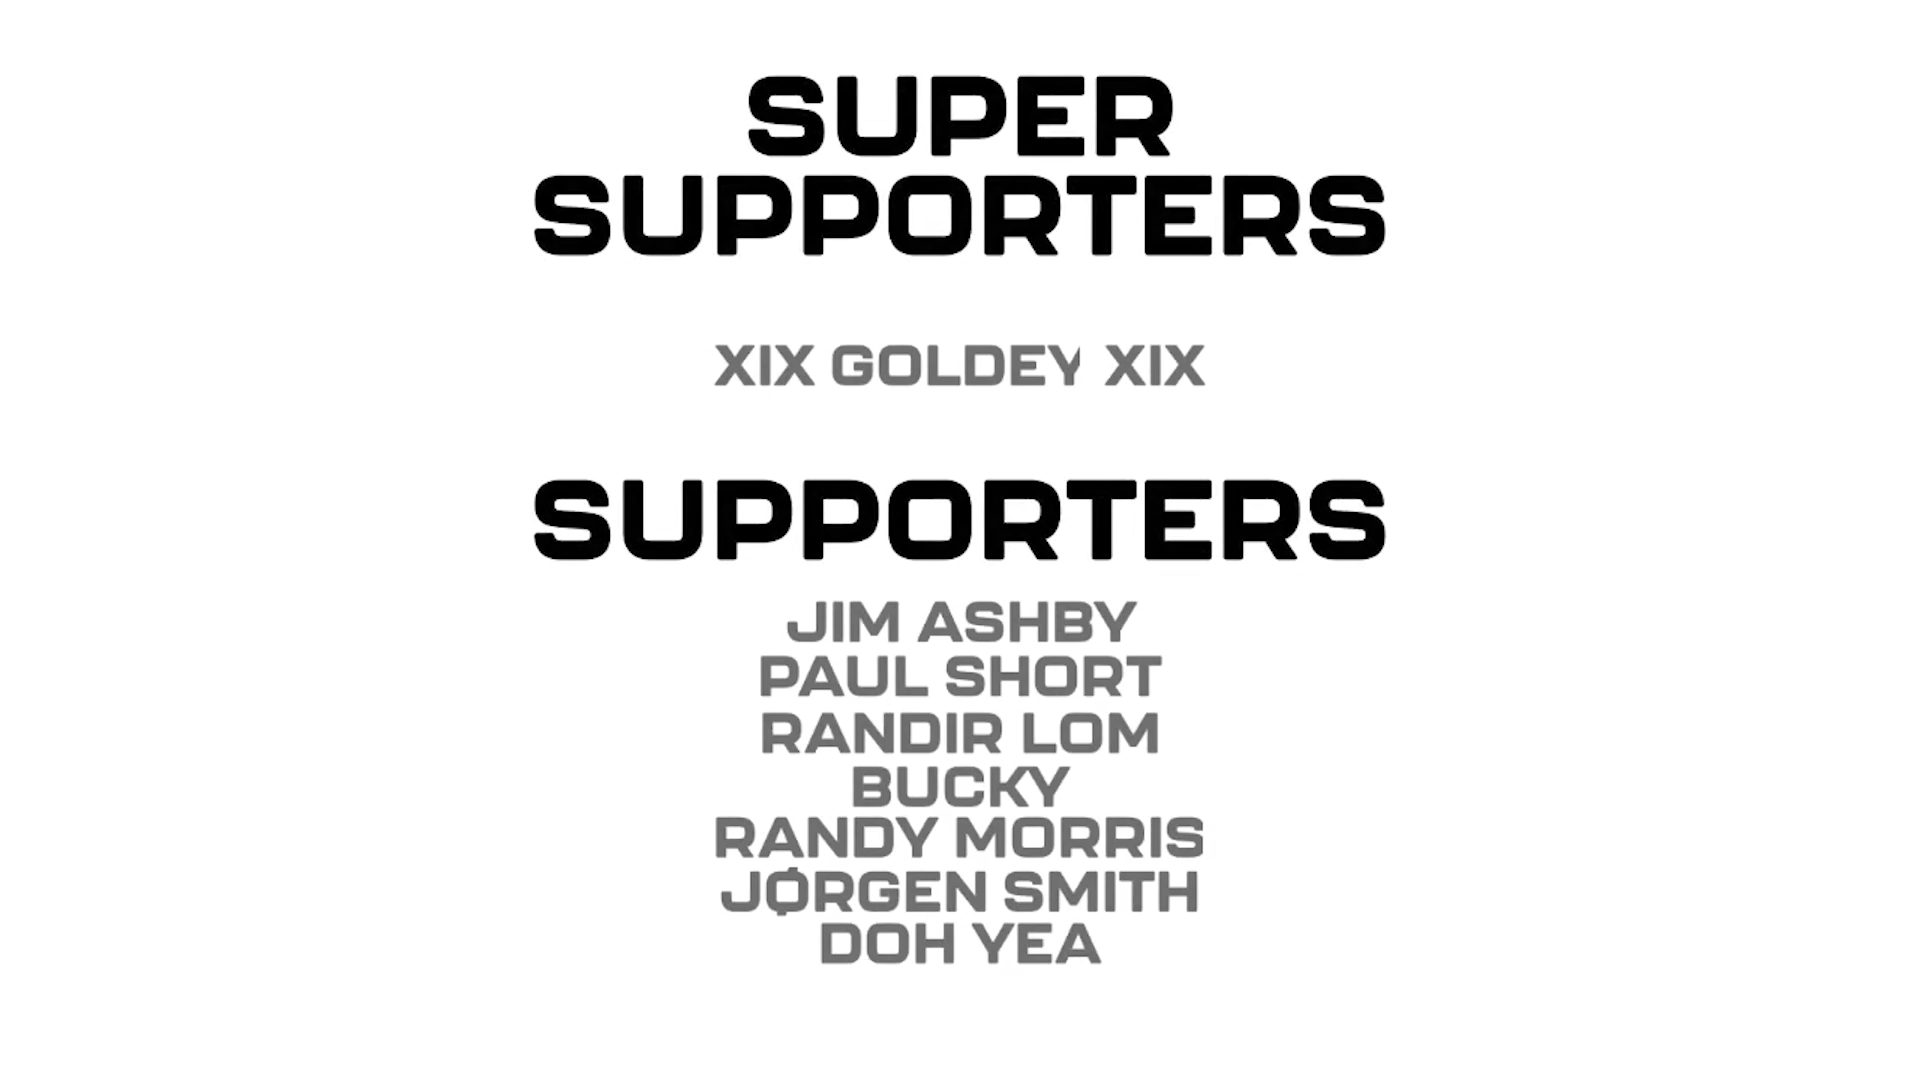 SUPER
SUPPORTERS
XIX GOLDEY XIX
SUPPORTERS
JIM ASHBY
PAUL SHORT
RANDIR LOM
BUCKY
RANDY MORRIS
JØRGEN SMITH
DOH YEA